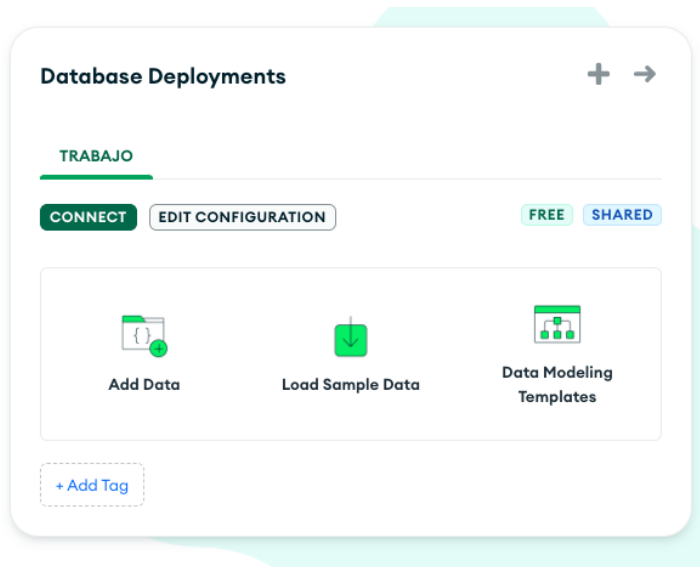 Database Deployments
TRABAJO
CONNECT EDIT CONFIGURATION FREE SHARED
{ }
Add Data
Load Sample Data
Data Modeling
Templates
+ Add Tag